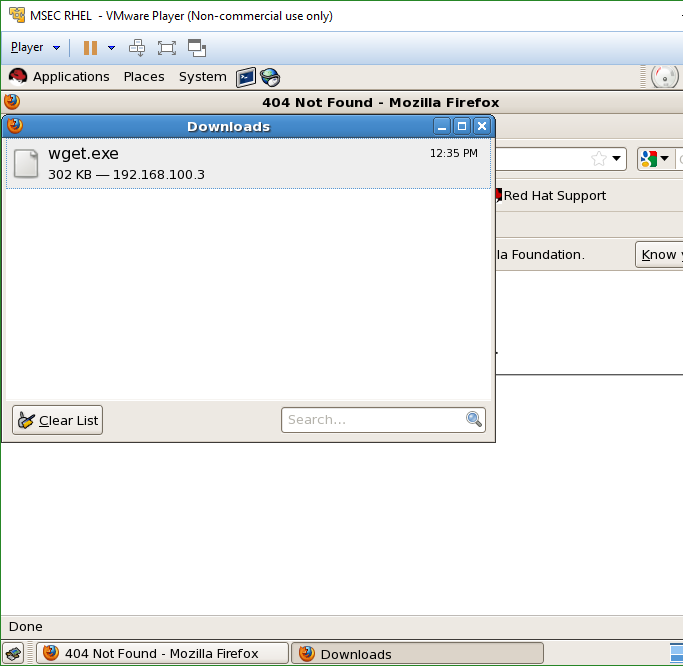 MSEC RHEL - VMware Player (Non-commercial use only)
Player
Applications Places System
404 Not Found - Mozilla Firefox
Downloads
wget.exe 12:35 PM
302 KB — 192.168.100.3
Red Hat Support
la Foundation. Know
Clear List Search...
Done
404 Not Found - Mozilla Firefox Downloads